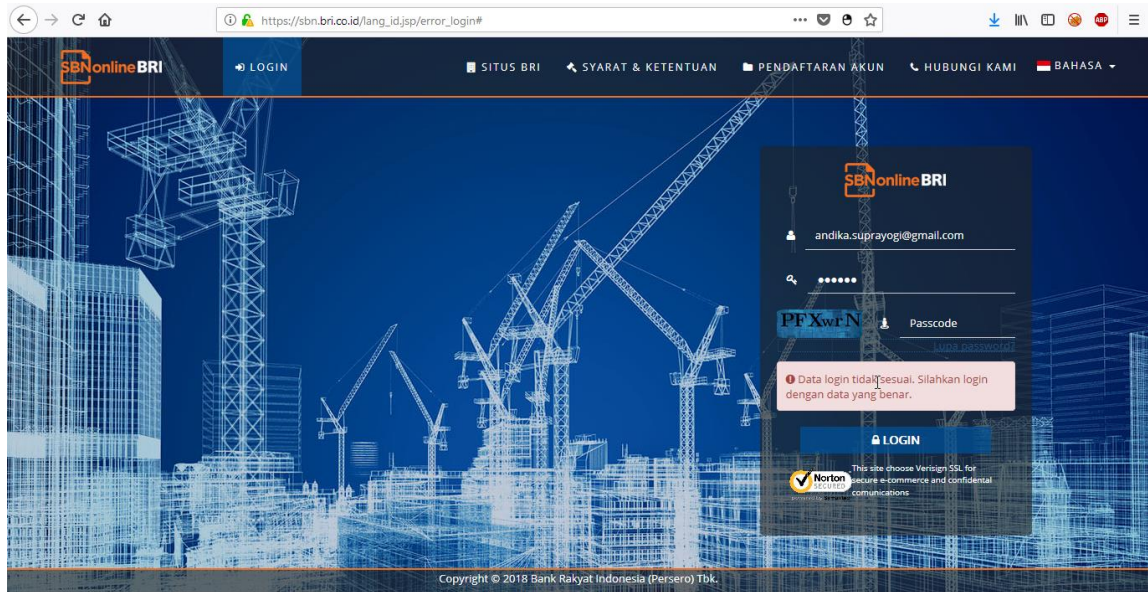 https://sbn.bri.co.id/lang_id.jsp/error_login#
ABP
SBNonlineBRI
LOGIN
SITUS BRI
SYARAT & KETENTUAN
PENDAFTARAN AKUN
HUBUNGI KAMI
BAHASA
SBNonlineBRI
andika.suprayogi@gmail.com
PFXwrN
Passcode
Lupa password?
Data login tidak sesuai. Silahkan login
dengan data yang benar.
LOGIN
Norton
SECURED
This site choose Verisign SSL for
secure e-commerce and confidental
comunications
Copyright © 2018 Bank Rakyat Indonesia (Persero) Tbk.